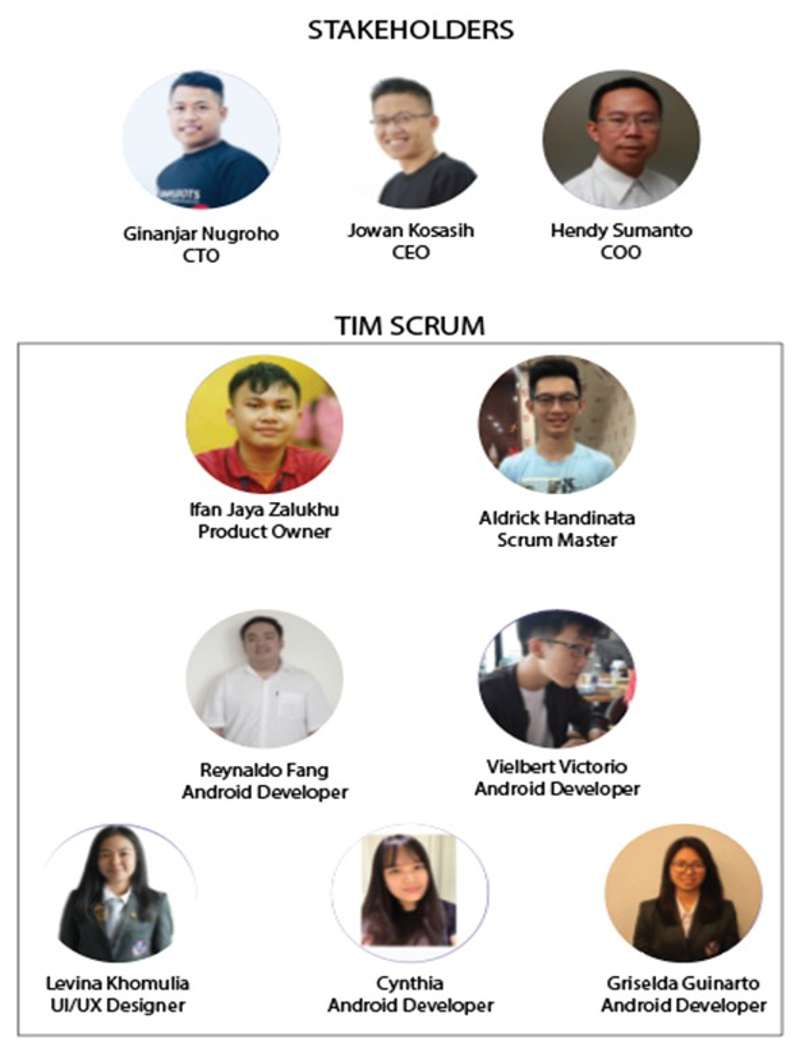 STAKEHOLDERS
Ginanjar Nugroho
CTO
Jowan Kosasih
CEO
Hendy Sumanto
COO
TIM SCRUM
Ifan Jaya Zalukhu
Product Owner
Aldrick Handinata
Scrum Master
Reynaldo Fang
Android Developer
Vielbert Victorio
Android Developer
Levina Khomulia
UI/UX Designer
Cynthia
Android Developer
Griselda Guinarto
Android Developer